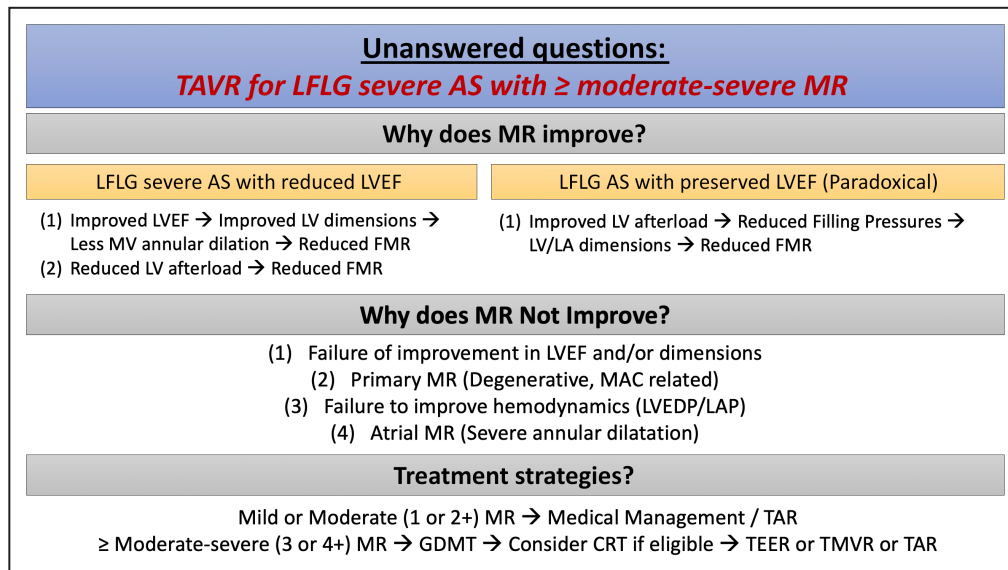 Unanswered questions:
TAVR for LFLG severe AS with ≥ moderate-severe MR
Why does MR improve?
LFLG severe AS with reduced LVEF
(1) Improved LVEF → Improved LV dimensions →
Less MV annular dilation → Reduced FMR
(2) Reduced LV afterload → Reduced FMR
LFLG AS with preserved LVEF (Paradoxical)
(1) Improved LV afterload → Reduced Filling Pressures →
LV/LA dimensions → Reduced FMR
Why does MR Not Improve?
(1) Failure of improvement in LVEF and/or dimensions
(2) Primary MR (Degenerative, MAC related)
(3) Failure to improve hemodynamics (LVEDP/LAP)
(4) Atrial MR (Severe annular dilatation)
Treatment strategies?
Mild or Moderate (1 or 2+) MR → Medical Management / TAR
≥ Moderate-severe (3 or 4+) MR → GDMT → Consider CRT if eligible → TEER or TMVR or TAR